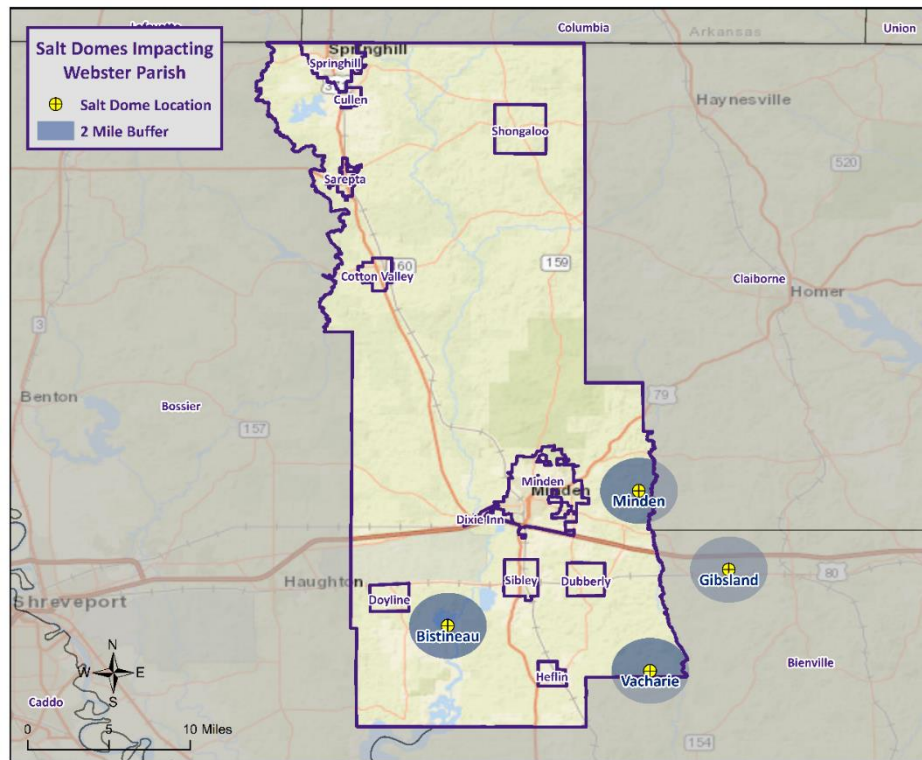 Salt Domes Impacting
Webster Parish
Salt Dome Location
2 Mile Buffer
Lafayette
Columbia
Arkansas
Union
Springhill
Springhill
Cullen
Haynesville
Shongaloo
520
Sarepta
Cotton Valley
160
159
Claiborne
Homer
3
Benton
Bossier
79
157
Minden
Minden
Minden
Dixie Inn
Gibsland
80
Haughton
Sibley
Dubberly
Shreveport
Doyline
Bistineau
Heflin
Vacharie
Bienville
N
W E
S
Caddo
0 5 10 Miles
154